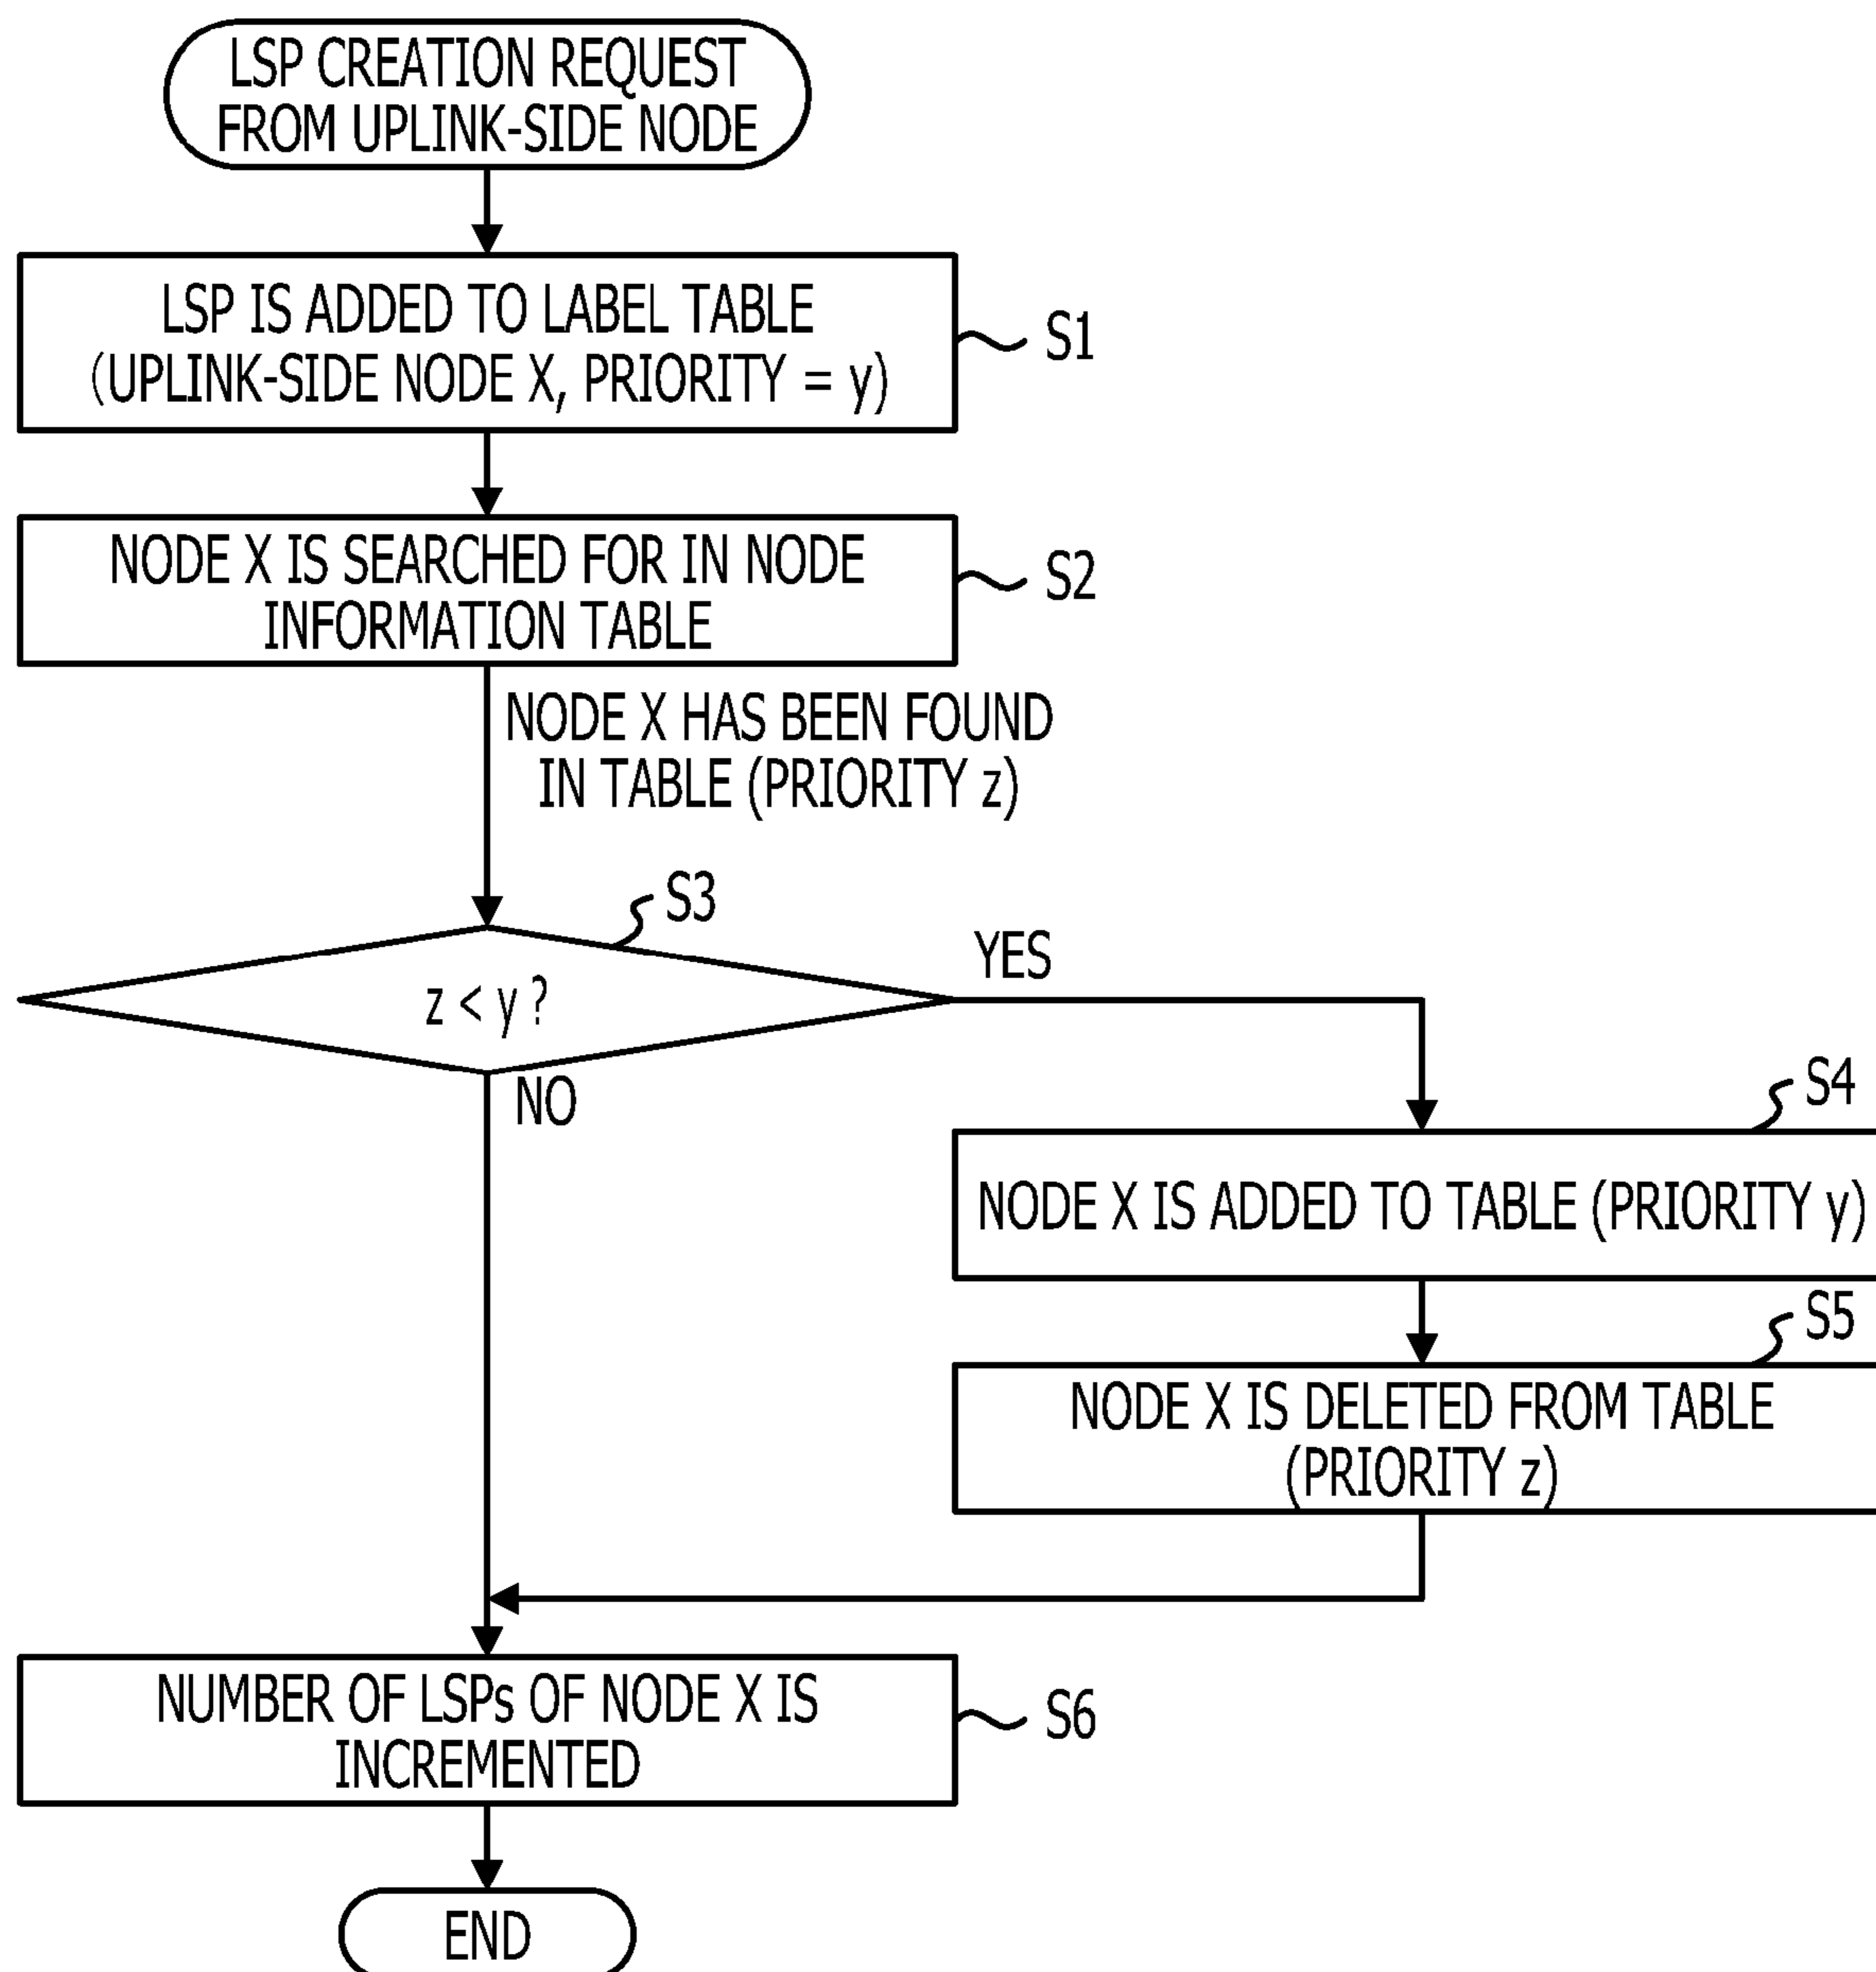 LSP CREATION REQUEST
FROM UPLINK-SIDE NODE
LSP IS ADDED TO LABEL TABLE
(UPLINK-SIDE NODE X, PRIORITY = y)
S1
NODE X IS SEARCHED FOR IN NODE
INFORMATION TABLE
S2
NODE X HAS BEEN FOUND
IN TABLE (PRIORITY z)
S3
z < y ?
YES
NO
S4
NODE X IS ADDED TO TABLE (PRIORITY y)
S5
NODE X IS DELETED FROM TABLE
(PRIORITY z)
NUMBER OF LSPs OF NODE X IS
INCREMENTED
S6
END